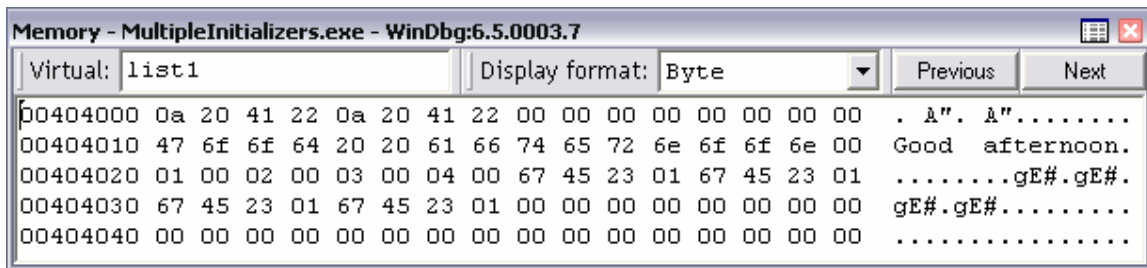 Memory - MultipleInitializers.exe - WinDbg:6.5.0003.7
Virtual: list1 Display format: Byte Previous Next
00404000 0a 20 41 22 0a 20 41 22 00 00 00 00 00 00 00 00 . A". A"........
00404010 47 6f 6f 64 20 20 61 66 74 65 72 6e 6f 6f 6e 00 Good  afternoon.
00404020 01 00 02 00 03 00 04 00 67 45 23 01 67 45 23 01 ........gE#.gE#.
00404030 67 45 23 01 67 45 23 01 00 00 00 00 00 00 00 00 gE#.gE#.........
00404040 00 00 00 00 00 00 00 00 00 00 00 00 00 00 00 00 ................